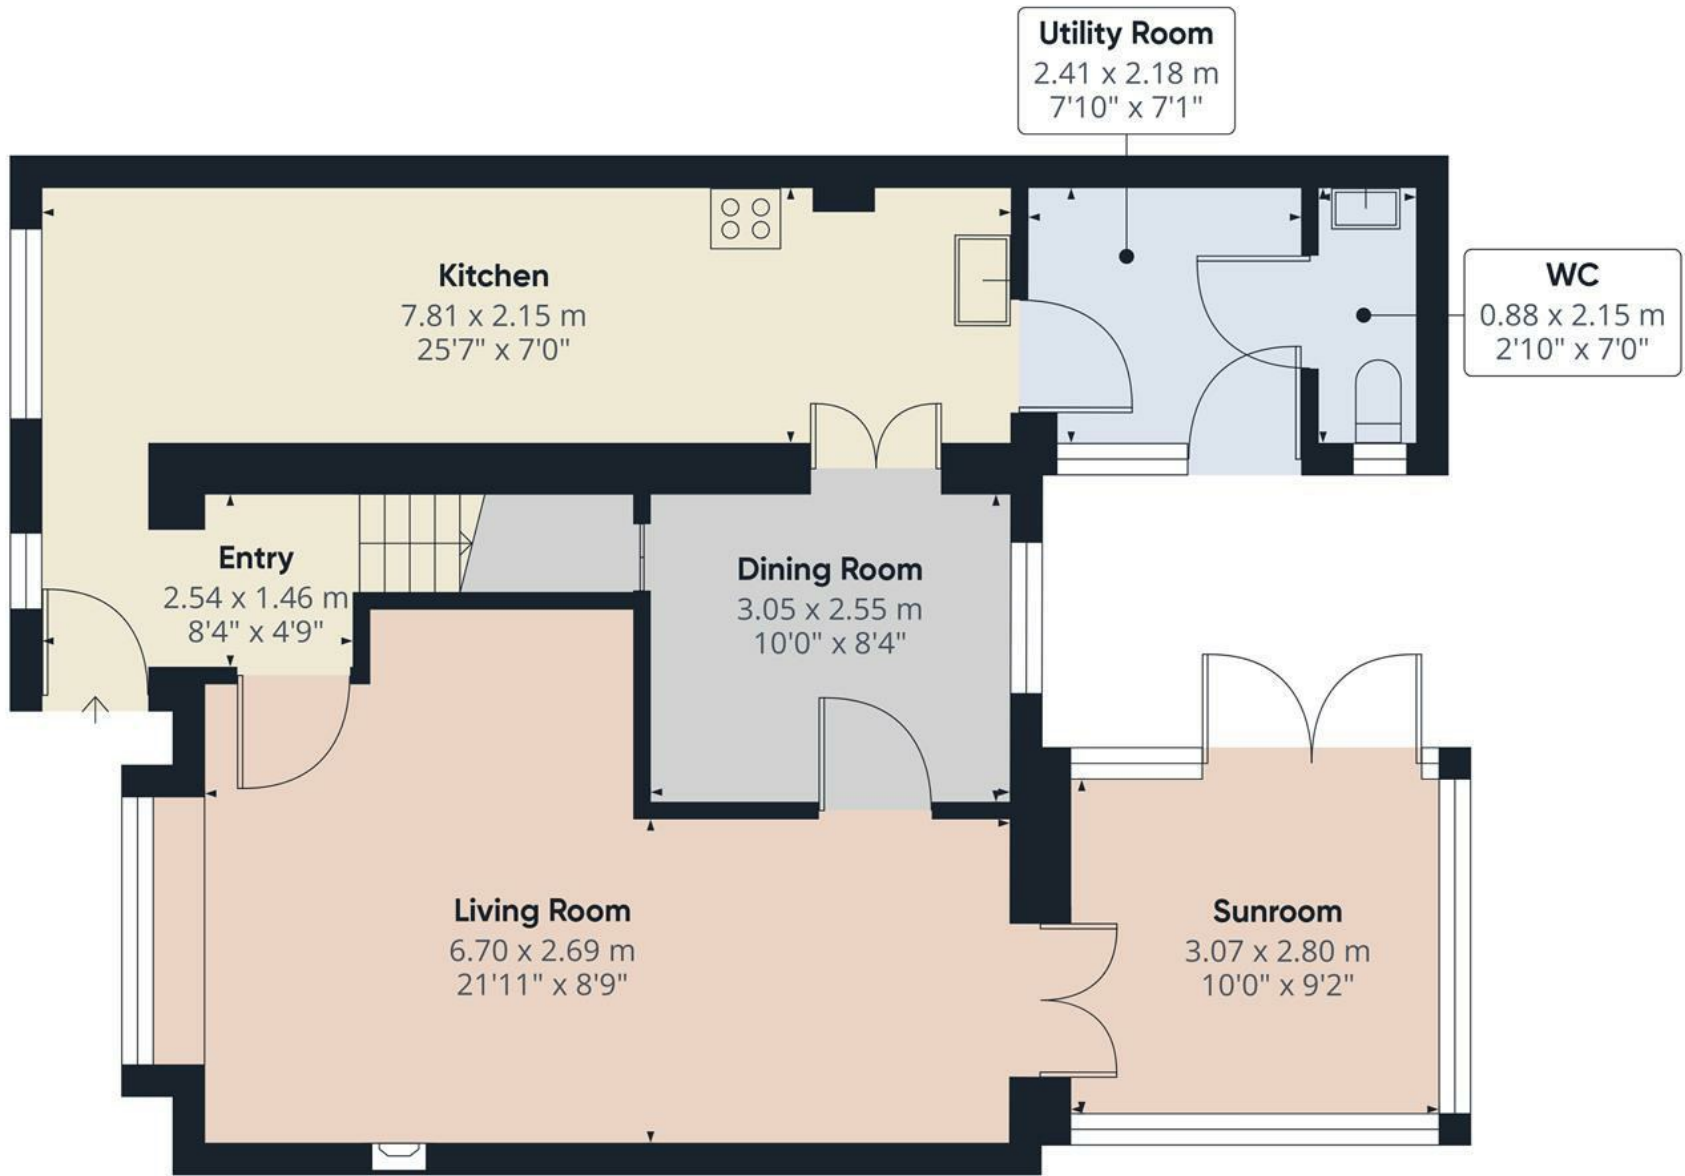 Utility Room
2.41 x 2.18 m
7'10" x 7'1"
Kitchen
7.81 x 2.15 m
25'7" x 7'0"
WC
0.88 x 2.15 m
2'10" x 7'0"
Entry
2.54 x 1.46 m
8'4" x 4'9"
Dining Room
3.05 x 2.55 m
10'0" x 8'4"
Living Room
6.70 x 2.69 m
21'11" x 8'9"
Sunroom
3.07 x 2.80 m
10'0" x 9'2"